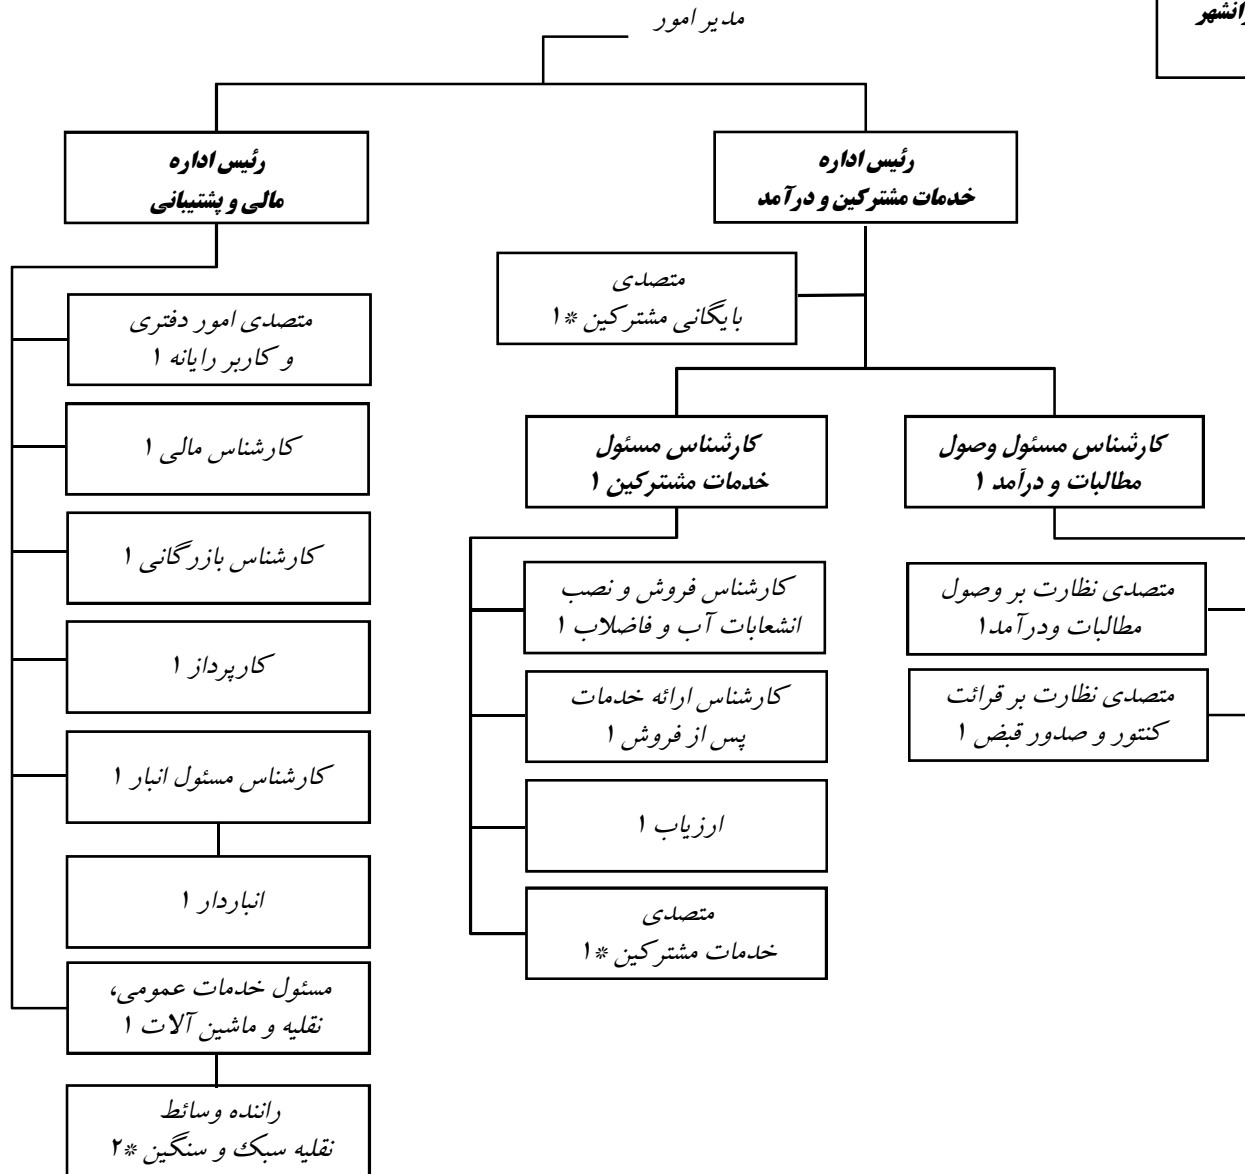 مدیر امور
رئیس اداره
خدمات مشترکین و درآمد
متصدی
بایگانی مشترکین *۱
کارشناس مسئول وصول
مطالبات و درآمد ۱
متصدی نظارت بر وصول
مطالبات ودرآمد۱
متصدی نظارت بر قرائت
کنتور و صدور قبض ۱
کارشناس مسئول
خدمات مشترکین ۱
کارشناس فروش و نصب
انشعابات آب و فاضلاب ۱
کارشناس ارائه خدمات
پس از فروش ۱
ارزیاب ۱
متصدی
خدمات مشترکین *۱
رئیس اداره
مالی و پشتیبانی
متصدی امور دفتری
و کاربر رایانه ۱
کارشناس مالی ۱
کارشناس بازرگانی ۱
کارپرداز ۱
کارشناس مسئول انبار ۱
انباردار ۱
مسئول خدمات عمومی،
نقلیه و ماشین آلات ۱
راننده وسائط
نقلیه سبک و سنگین *۲